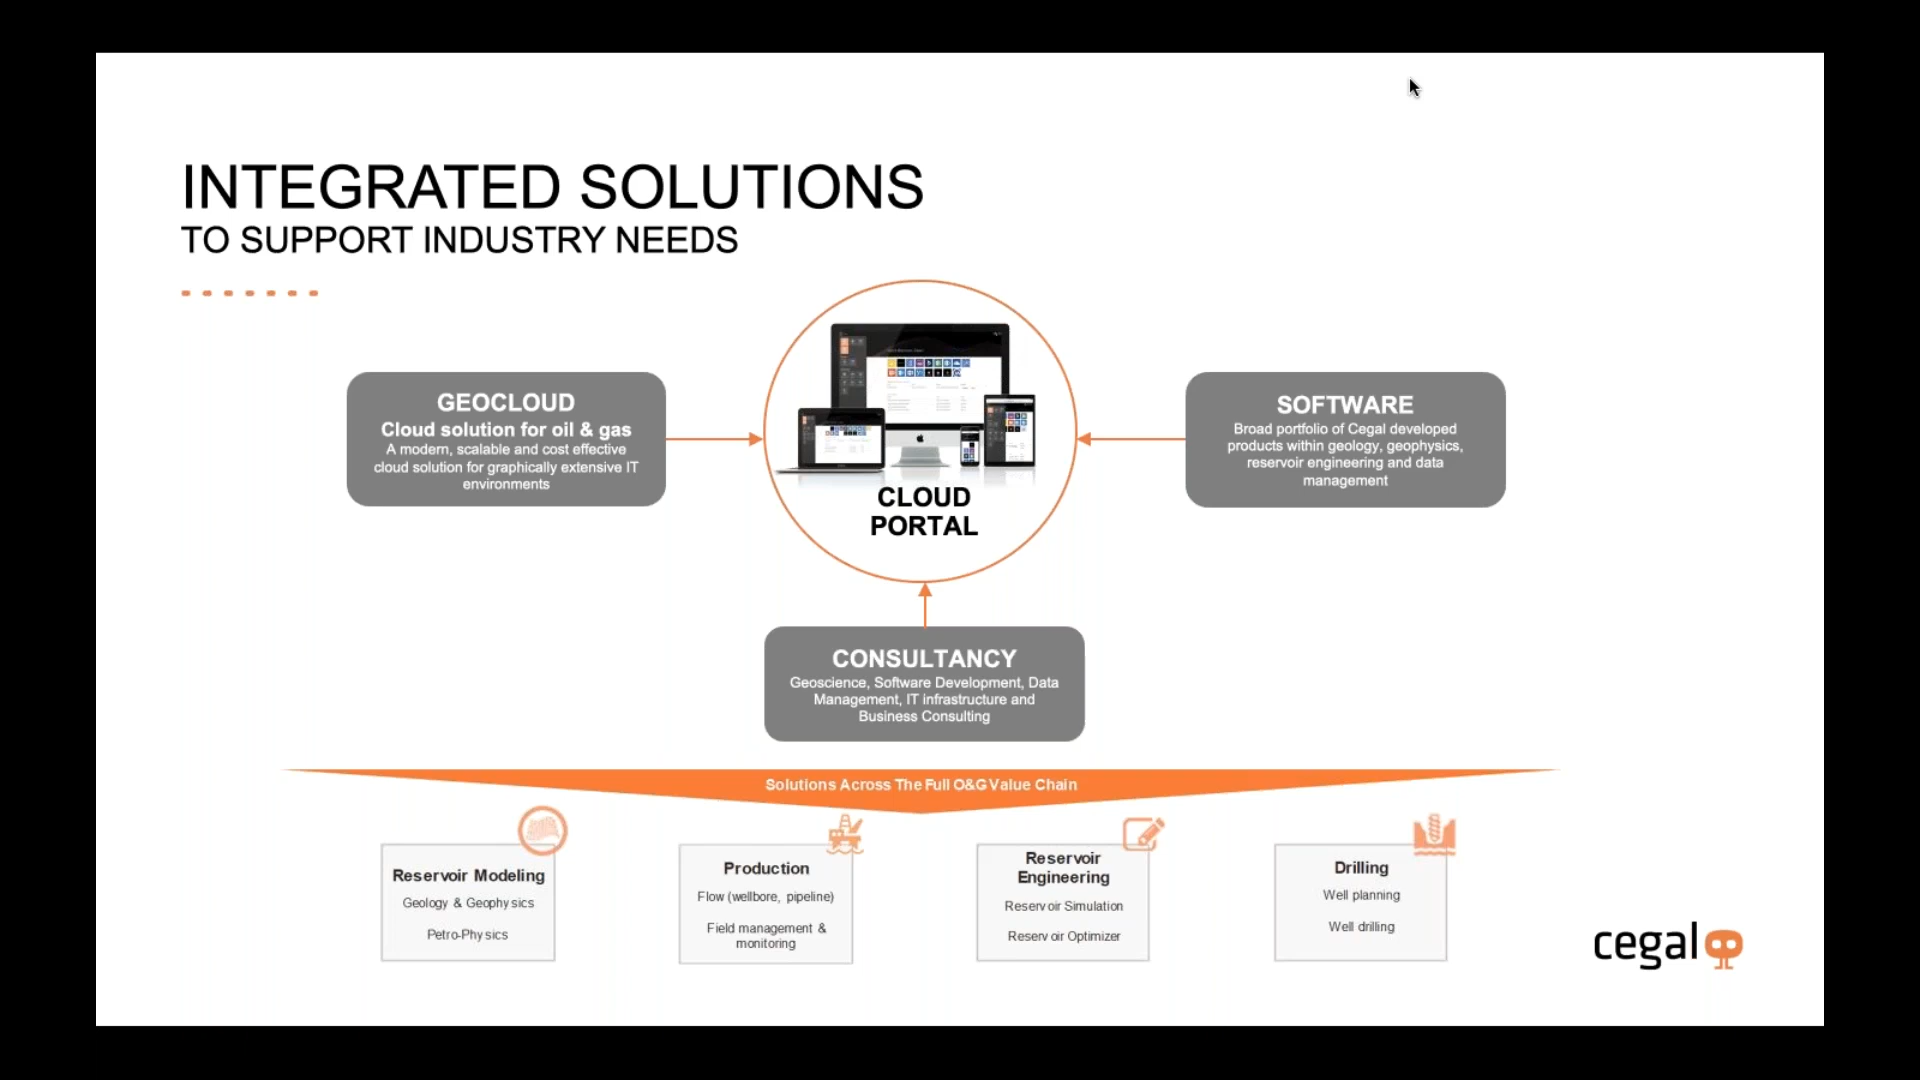 INTEGRATED SOLUTIONS
TO SUPPORT INDUSTRY NEEDS
GEOCLOUD
Cloud solution for oil & gas
A modern, scalable and cost effective
cloud solution for graphically extensive IT
environments
CLOUD
PORTAL
SOFTWARE
Broad portfolio of Cegal developed
products within geology, geophysics,
reservoir engineering and data
management
CONSULTANCY
Geoscience, Software Development, Data
Management, IT infrastructure and
Business Consulting
Solutions Across The Full O&G Value Chain
Reservoir Modeling
Geology & Geophysics
Petro-Physics
Production
Flow (wellbore, pipeline)
Field management &
monitoring
Reservoir
Engineering
Reservoir Simulation
Reservoir Optimizer
Drilling
Well planning
Well drilling
cegal